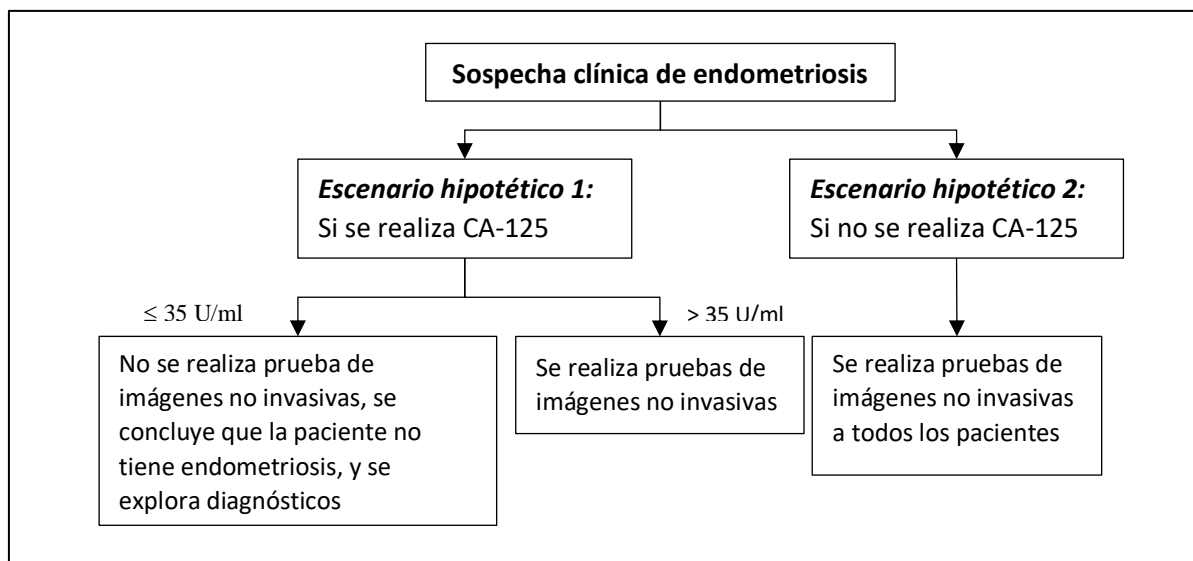 Sospecha clínica de endometriosis
Escenario hipotético 1:
Si se realiza CA-125
Escenario hipotético 2:
Si no se realiza CA-125
≤ 35 U/ml
> 35 U/ml
No se realiza prueba de
imágenes no invasivas, se
concluye que la paciente no
tiene endometriosis, y se
explora diagnósticos
Se realiza pruebas de
imágenes no invasivas
Se realiza pruebas de
imágenes no invasivas
a todos los pacientes